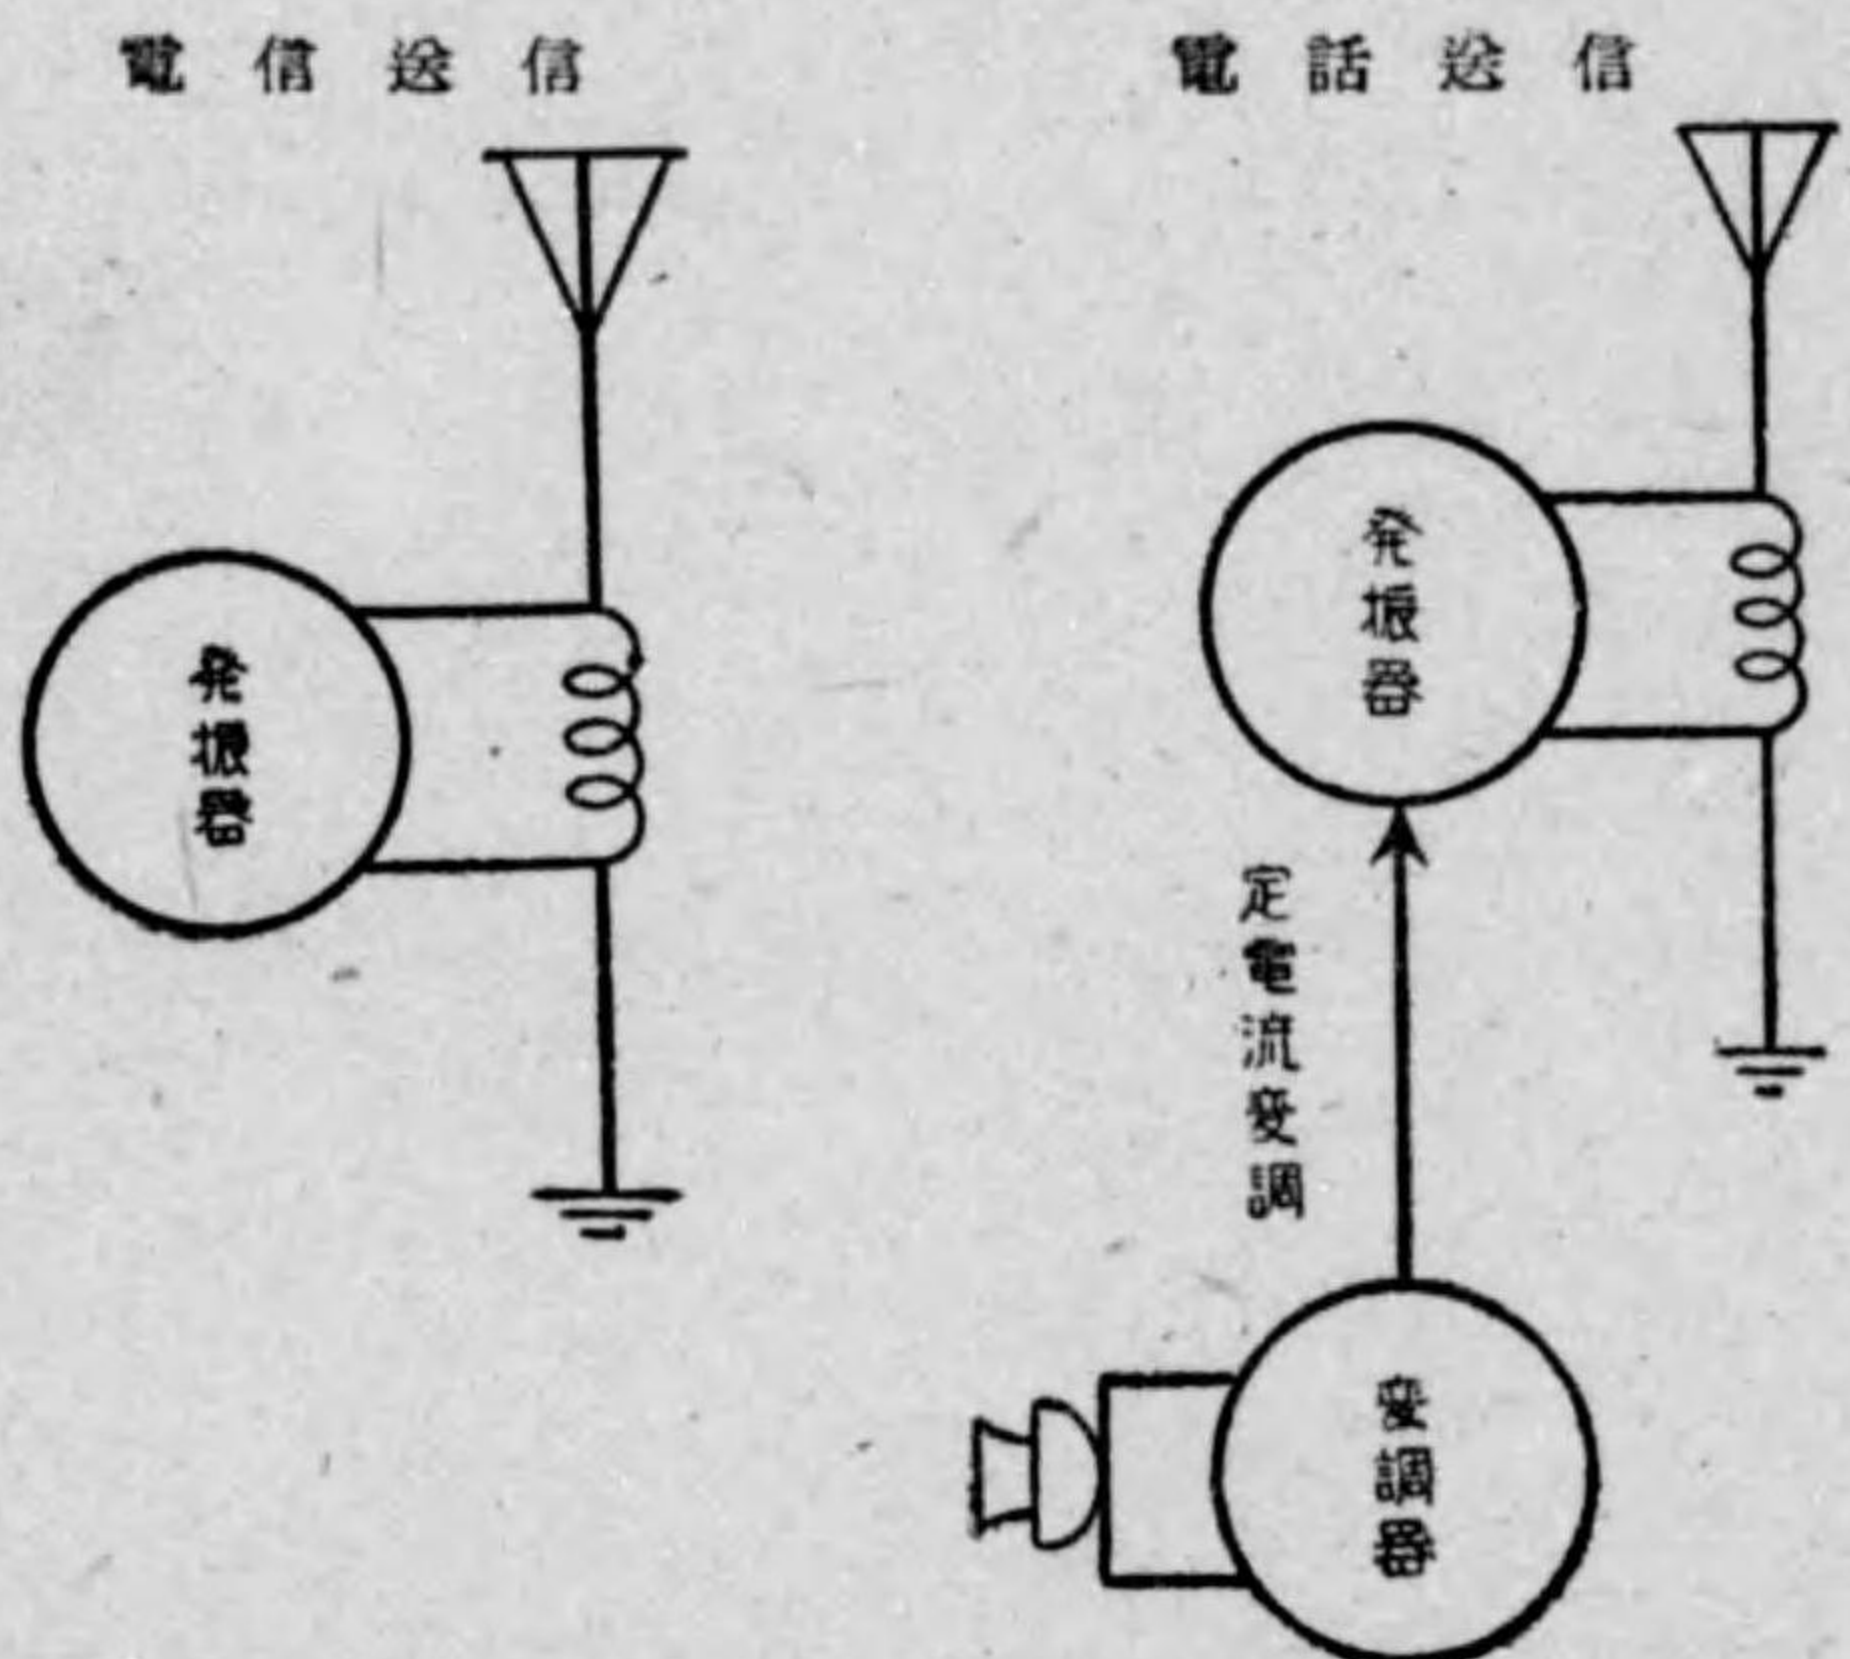 電信送信
電話送信
発振器
発振器
定電流変調
変調器